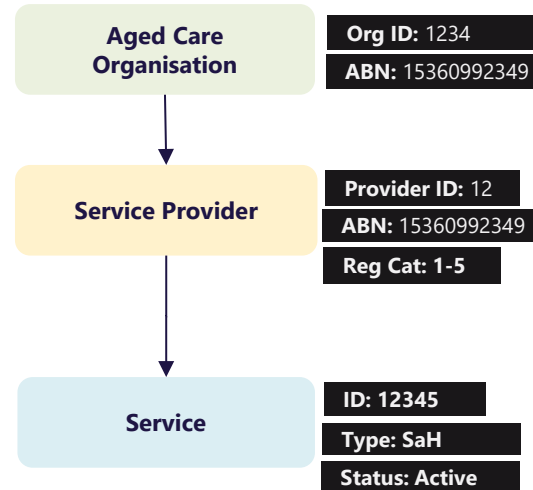 Aged Care
Organisation
Org ID: 1234
ABN: 15360992349
Service Provider
Provider ID: 12
ABN: 15360992349
Reg Cat: 1-5
Service
ID: 12345
Type: SaH
Status: Active